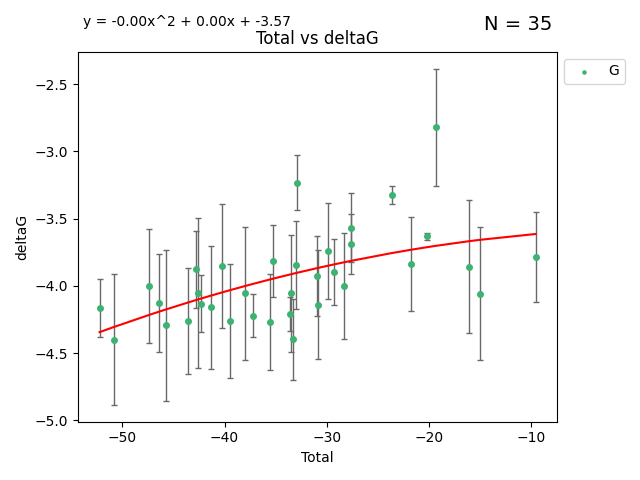 y = -0.00x^2 + 0.00x + -3.57
N = 35
Total vs deltaG
G
−2.5
−3.0
−3.5
−4.0
−4.5
−5.0
deltaG
−50 −40 −30 −20 −10
Total